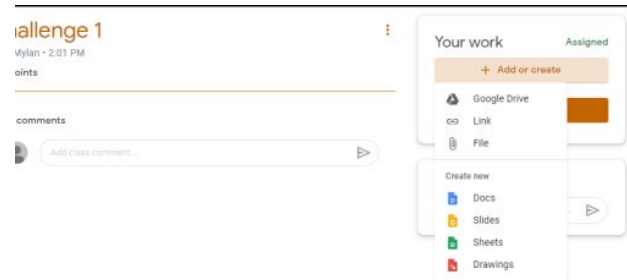 allenge 1
Mylan • 2:01 PM
oints
comments
Add class comment...
Your work
Assigned
+ Add or create
Google Drive
Link
File
Create new
Docs
Slides
Sheets
Drawings